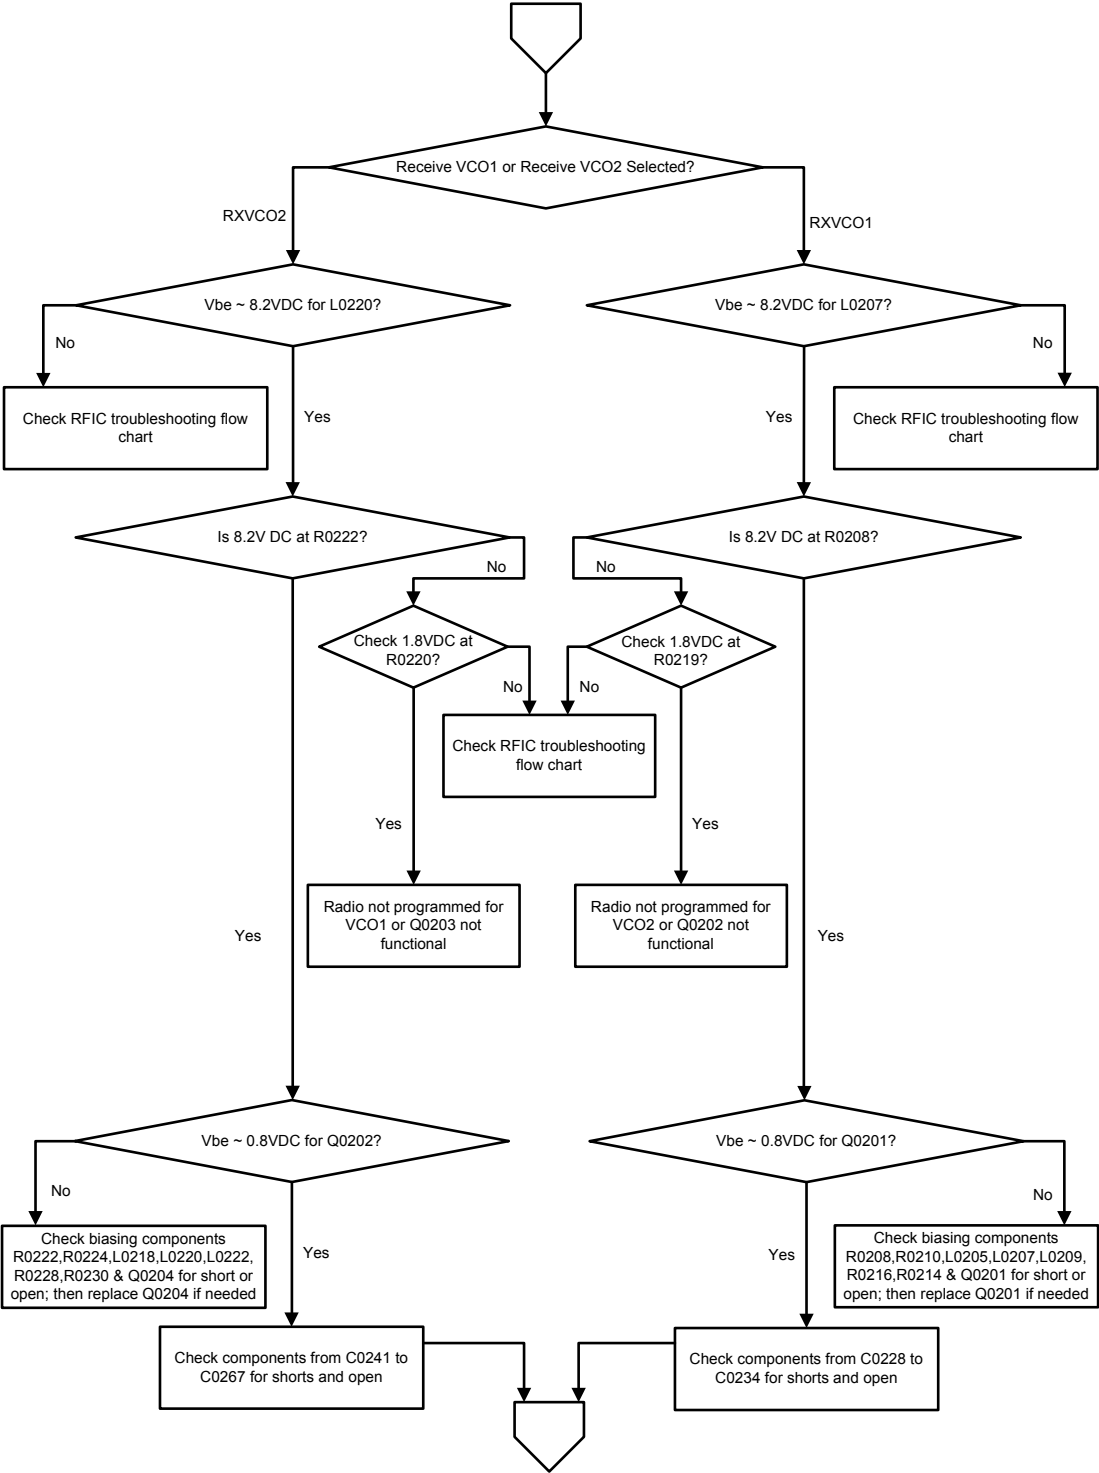 Receive VCO1 or Receive VCO2 Selected?
RXVCO2
RXVCO1
Vbe ~ 8.2VDC for L0220?
Vbe ~ 8.2VDC for L0207?
No
No
Check RFIC troubleshooting flow
chart
Yes
Yes
Check RFIC troubleshooting flow
chart
Is 8.2V DC at R0222?
Is 8.2V DC at R0208?
No
No
Check 1.8VDC at
R0220?
Check 1.8VDC at
R0219?
No
No
Check RFIC troubleshooting
flow chart
Yes
Yes
Radio not programmed for
VCO1 or Q0203 not
functional
Radio not programmed for
VCO2 or Q0202 not
functional
Yes
Yes
Vbe ~ 0.8VDC for Q0202?
Vbe ~ 0.8VDC for Q0201?
No
No
Check biasing components
R0222,R0224,L0218,L0220,L0222,
R0228,R0230 & Q0204 for short or
open; then replace Q0204 if needed
Yes
Yes
Check biasing components
R0208,R0210,L0205,L0207,L0209,
R0216,R0214 & Q0201 for short or
open; then replace Q0201 if needed
Check components from C0241 to
C0267 for shorts and open
Check components from C0228 to
C0234 for shorts and open